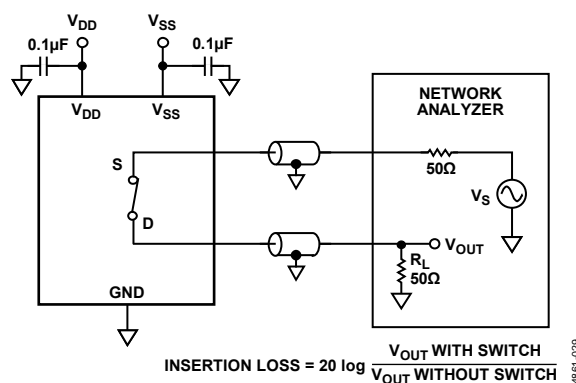 VDD VSS
0.1µF 0.1µF
VDD VSS
NETWORK
ANALYZER
S
50Ω
VS
D
VOUT
RL
50Ω
GND
INSERTION LOSS = 20 log VOUT WITH SWITCH
VOUT WITHOUT SWITCH